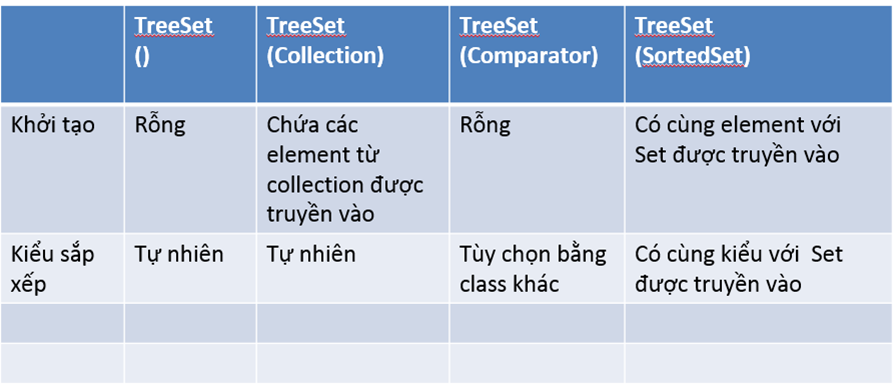 TreeSet
()
TreeSet
(Collection)
TreeSet
(Comparator)
TreeSet
(SortedSet)
Khởi tạo
Rỗng
Chứa các
element từ
collection được
truyền vào
Rỗng
Có cùng element với
Set được truyền vào
Kiểu sắp
xếp
Tự nhiên
Tự nhiên
Tùy chọn bằng
class khác
Có cùng kiểu với  Set
được truyền vào